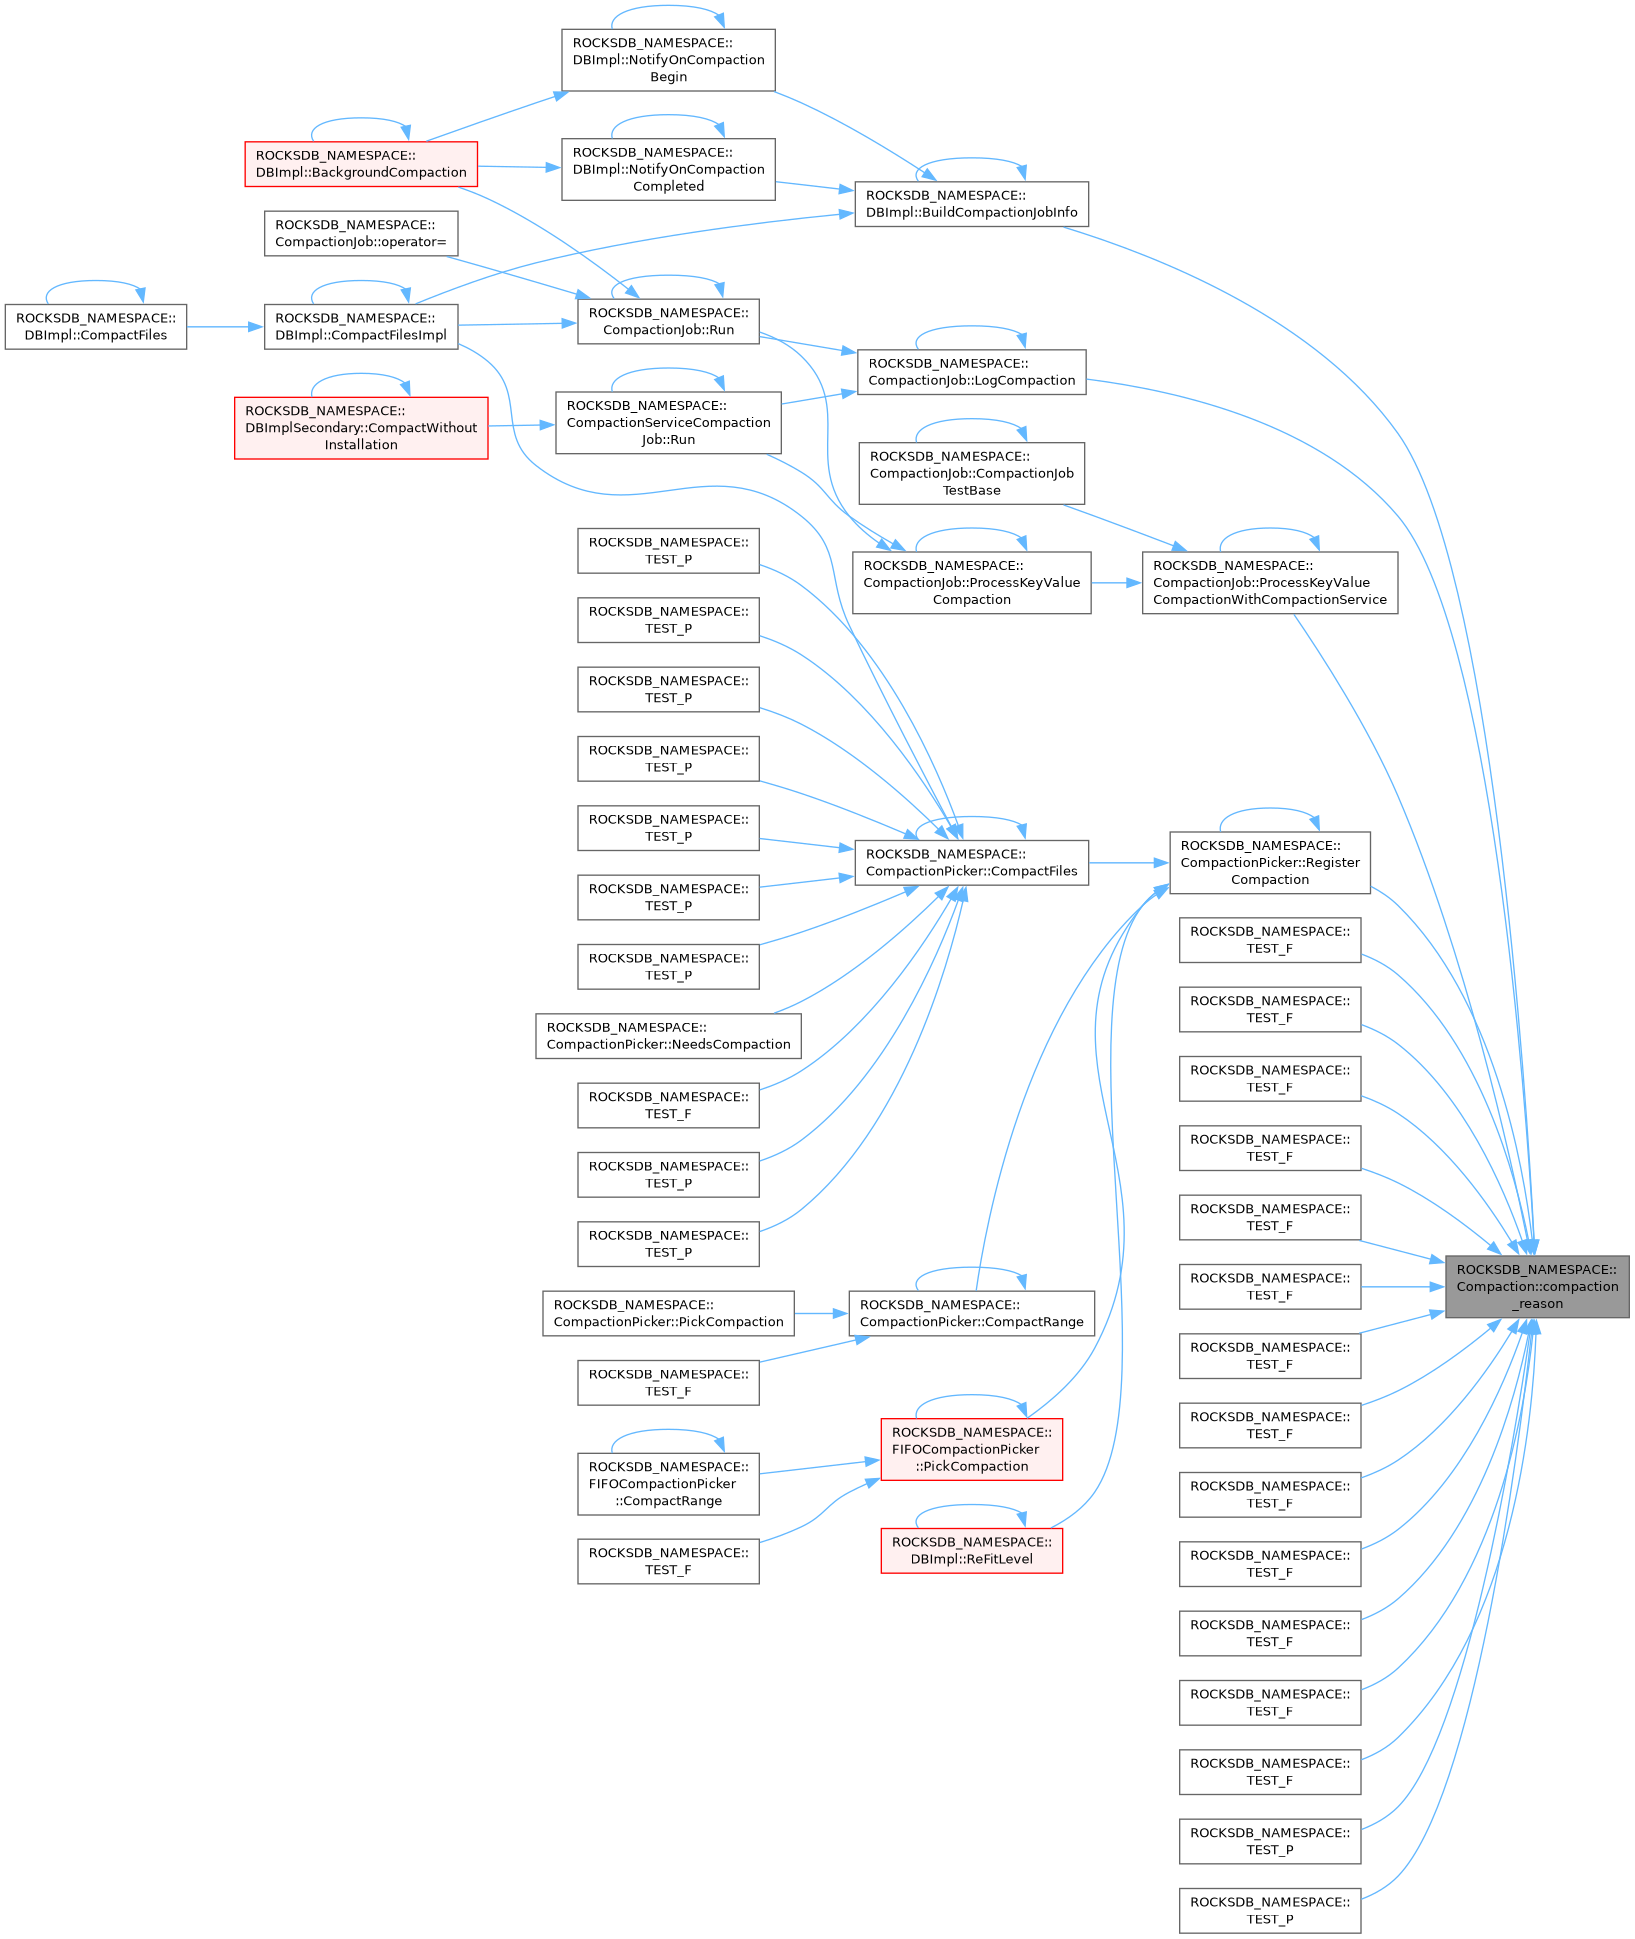 ROCKSDB_NAMESPACE::
DBImpl::NotifyOnCompaction
Begin
ROCKSDB_NAMESPACE::
DBImpl::BackgroundCompaction
ROCKSDB_NAMESPACE::
DBImpl::NotifyOnCompaction
Completed
ROCKSDB_NAMESPACE::
DBImpl::BuildCompactionJobInfo
ROCKSDB_NAMESPACE::
CompactionJob::operator=
ROCKSDB_NAMESPACE::
DBImpl::CompactFiles
ROCKSDB_NAMESPACE::
DBImpl::CompactFilesImpl
ROCKSDB_NAMESPACE::
CompactionJob::Run
ROCKSDB_NAMESPACE::
CompactionJob::LogCompaction
ROCKSDB_NAMESPACE::
DBImplSecondary::CompactWithout
Installation
ROCKSDB_NAMESPACE::
CompactionServiceCompaction
Job::Run
ROCKSDB_NAMESPACE::
CompactionJob::CompactionJob
TestBase
ROCKSDB_NAMESPACE::
CompactionJob::ProcessKeyValue
Compaction
ROCKSDB_NAMESPACE::
CompactionJob::ProcessKeyValue
CompactionWithCompactionService
ROCKSDB_NAMESPACE::
TEST_P
ROCKSDB_NAMESPACE::
TEST_P
ROCKSDB_NAMESPACE::
TEST_P
ROCKSDB_NAMESPACE::
TEST_P
ROCKSDB_NAMESPACE::
TEST_P
ROCKSDB_NAMESPACE::
TEST_P
ROCKSDB_NAMESPACE::
TEST_P
ROCKSDB_NAMESPACE::
CompactionPicker::NeedsCompaction
ROCKSDB_NAMESPACE::
TEST_F
ROCKSDB_NAMESPACE::
TEST_P
ROCKSDB_NAMESPACE::
TEST_P
ROCKSDB_NAMESPACE::
CompactionPicker::CompactFiles
ROCKSDB_NAMESPACE::
CompactionPicker::Register
Compaction
ROCKSDB_NAMESPACE::
CompactionPicker::PickCompaction
ROCKSDB_NAMESPACE::
CompactionPicker::CompactRange
ROCKSDB_NAMESPACE::
TEST_F
ROCKSDB_NAMESPACE::
FIFOCompactionPicker
::PickCompaction
ROCKSDB_NAMESPACE::
FIFOCompactionPicker
::CompactRange
ROCKSDB_NAMESPACE::
TEST_F
ROCKSDB_NAMESPACE::
DBImpl::ReFitLevel
ROCKSDB_NAMESPACE::
TEST_F
ROCKSDB_NAMESPACE::
TEST_F
ROCKSDB_NAMESPACE::
TEST_F
ROCKSDB_NAMESPACE::
TEST_F
ROCKSDB_NAMESPACE::
TEST_F
ROCKSDB_NAMESPACE::
TEST_F
ROCKSDB_NAMESPACE::
TEST_F
ROCKSDB_NAMESPACE::
TEST_F
ROCKSDB_NAMESPACE::
TEST_F
ROCKSDB_NAMESPACE::
TEST_F
ROCKSDB_NAMESPACE::
TEST_F
ROCKSDB_NAMESPACE::
TEST_F
ROCKSDB_NAMESPACE::
TEST_F
ROCKSDB_NAMESPACE::
TEST_P
ROCKSDB_NAMESPACE::
TEST_P
ROCKSDB_NAMESPACE::
Compaction::compaction
_reason